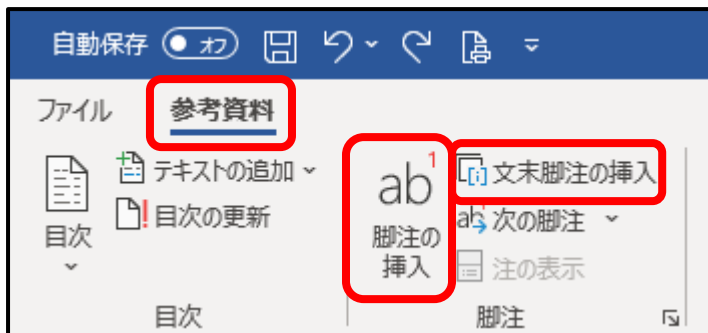 自動保存 オフ
ファイル 参考資料
目次
テキストの追加
目次の更新
目次
ab1
脚注の
挿入
文末脚注の挿入
ab 次の脚注
注の表示
脚注